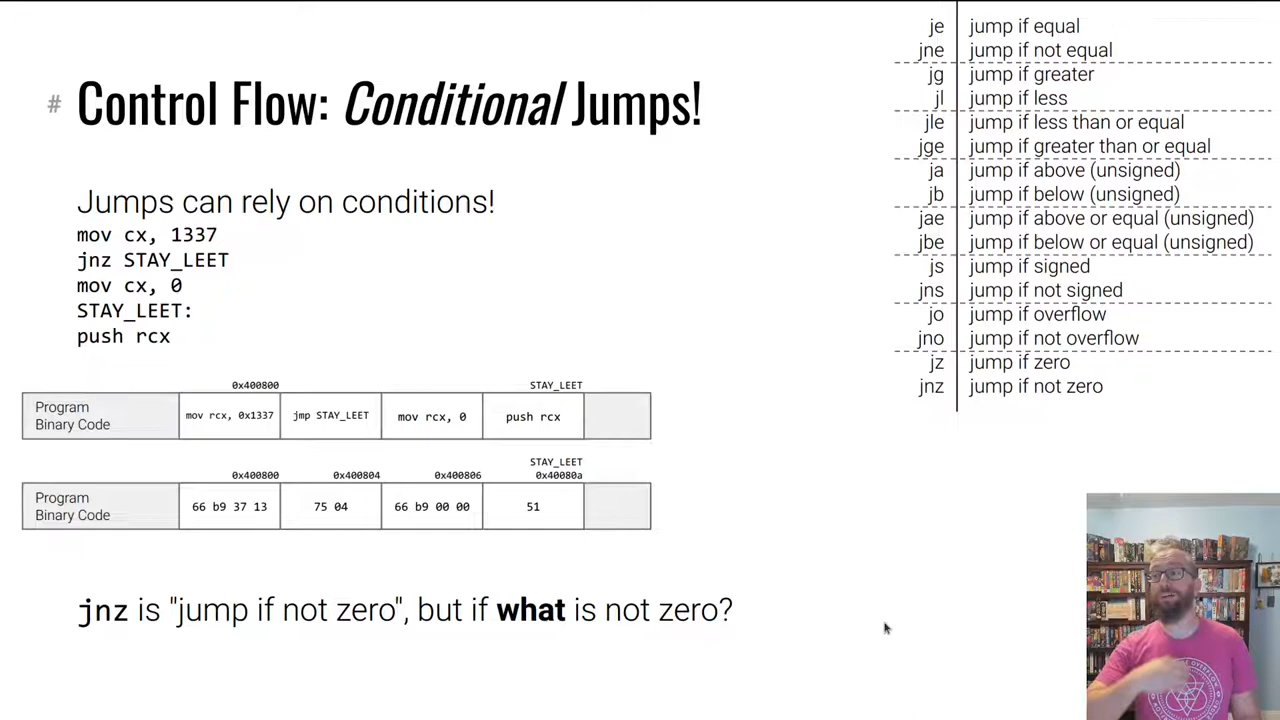 # Control Flow: Conditional Jumps!
Jumps can rely on conditions!
mov cx, 1337
jnz STAY_LEET
mov cx, 0
STAY_LEET:
push rcx
0x400800 STAY_LEET
Program Binary Code mov rcx, 0x1337 jmp STAY_LEET mov rcx, 0 push rcx
STAY_LEET
0x400800 0x400804 0x400806 0x40080a
Program Binary Code 66 b9 37 13 75 04 66 b9 00 00 51
jnz is "jump if not zero", but if what is not zero?
je jump if equal
jne jump if not equal
jg jump if greater
jl jump if less
jle jump if less than or equal
jge jump if greater than or equal
ja jump if above (unsigned)
jb jump if below (unsigned)
jae jump if above or equal (unsigned)
jbe jump if below or equal (unsigned)
js jump if signed
jns jump if not signed
jo jump if overflow
jno jump if not overflow
jz jump if zero
jnz jump if not zero